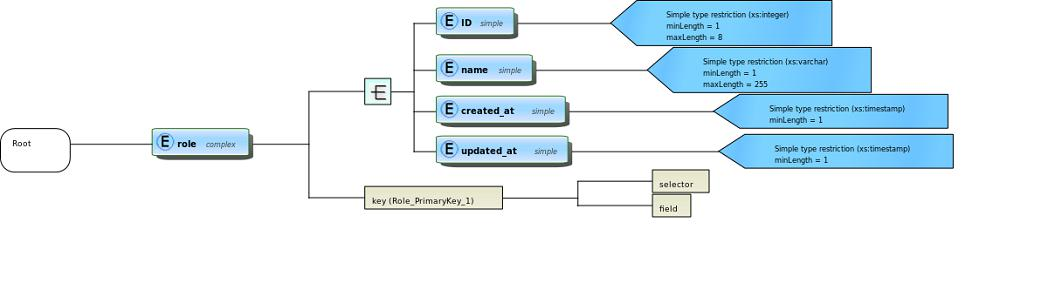 Root
E role complex
E ID simple
Simple type restriction (xs:integer)
minLength = 1
maxLength = 8
E name simple
Simple type restriction (xs:varchar)
minLength = 1
maxLength = 255
E created_at simple
Simple type restriction (xs:timestamp)
minLength = 1
E updated_at simple
Simple type restriction (xs:timestamp)
minLength = 1
key (Role_PrimaryKey_1)
selector
field